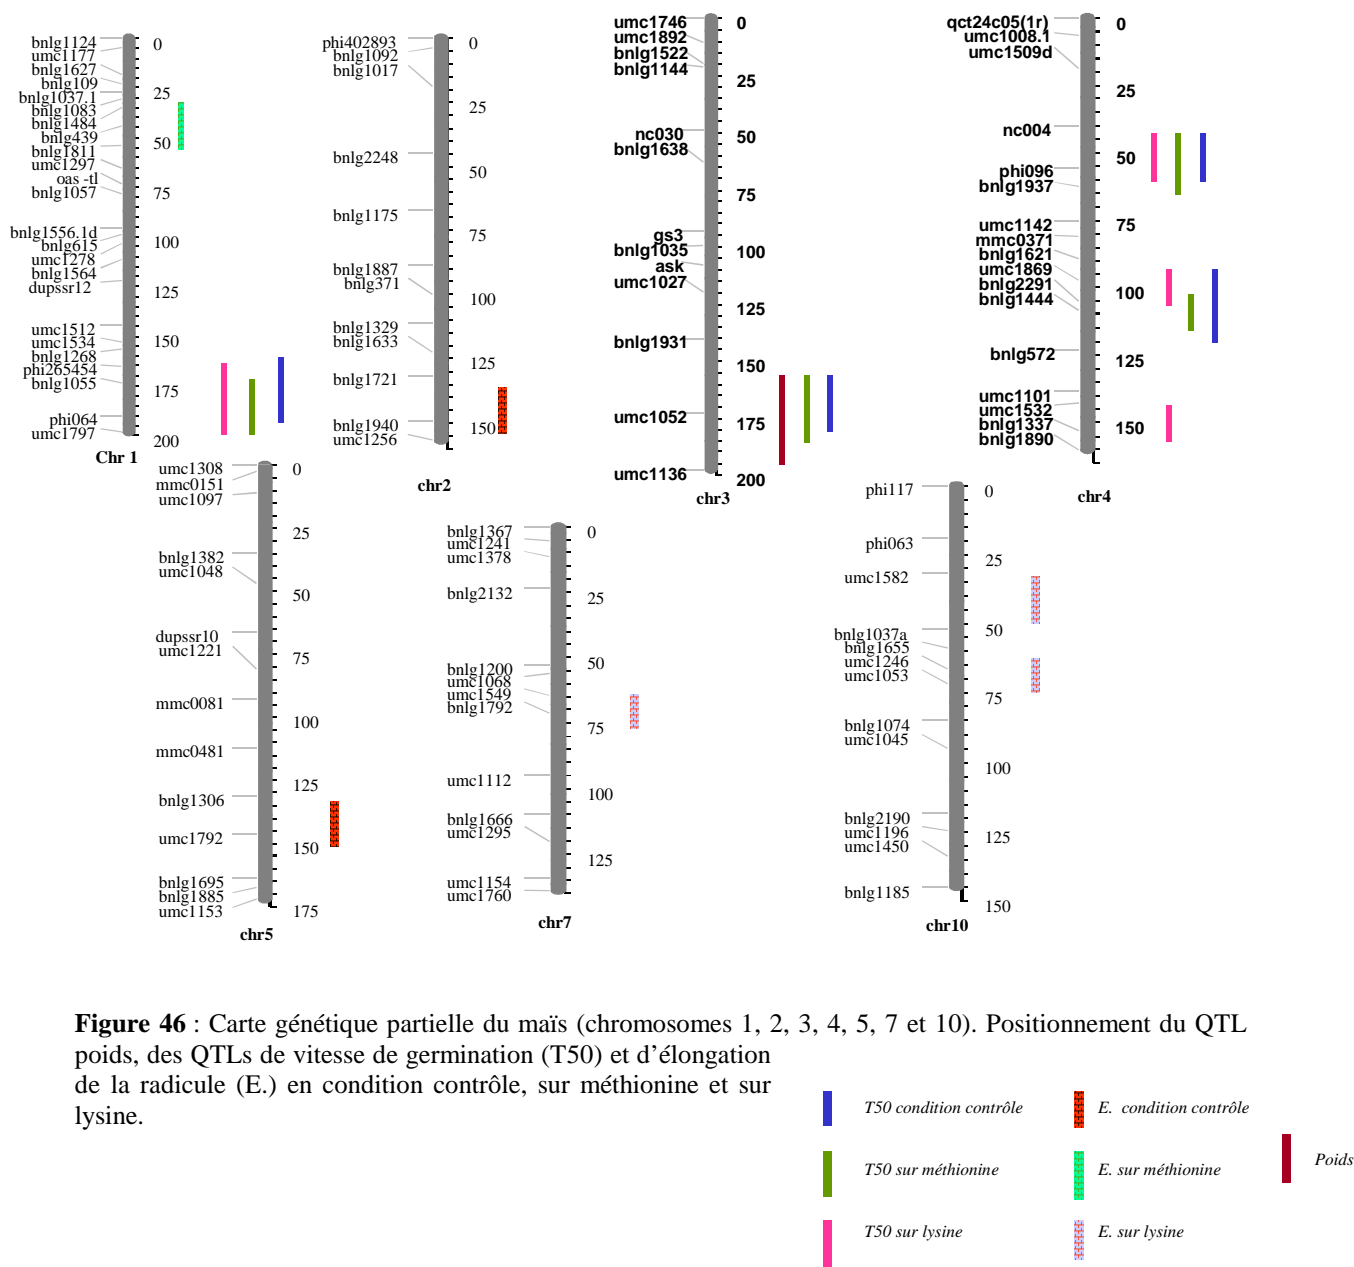 bnlg1124
umc1177
bnlg1627
bnlg109
bnlg1037.1
bnlg1083
bnlg1484
bnlg439
bnlg1811
umc1297
oas -tl
bnlg1057
bnlg1556.1d
bnlg615
umc1278
bnlg1564
dupssr12
umc1512
umc1534
bnlg1268
phi265454
bnlg1055
phi064
umc1797
0
25
50
75
100
125
150
175
200
Chr 1
phi402893
bnlg1092
bnlg1017
bnlg2248
bnlg1175
bnlg1887
bnlg371
bnlg1329
bnlg1633
bnlg1721
bnlg1940
umc1256
0
25
50
75
100
125
150
chr2
umc1746
umc1892
bnlg1522
bnlg1144
nc030
bnlg1638
gs3
bnlg1035
ask
umc1027
bnlg1931
umc1052
umc1136
0
25
50
75
100
125
150
175
200
chr3
qct24c05(1r)
umc1008.1
umc1509d
nc004
phi096
bnlg1937
umc1142
mmc0371
bnlg1621
umc1869
bnlg2291
bnlg1444
bnlg572
umc1101
umc1532
bnlg1337
bnlg1890
0
25
50
75
100
125
150
chr4
umc1308
mmc0151
umc1097
bnlg1382
umc1048
dupssr10
umc1221
mmc0081
mmc0481
bnlg1306
umc1792
bnlg1695
bnlg1885
umc1153
0
25
50
75
100
125
150
175
chr5
bnlg1367
umc1241
umc1378
bnlg2132
bnlg1200
umc1068
umc1549
bnlg1792
umc1112
bnlg1666
umc1295
umc1154
umc1760
0
25
50
75
100
125
chr7
phi117
phi063
umc1582
bnlg1037a
bnlg1655
umc1246
umc1053
bnlg1074
umc1045
bnlg2190
umc1196
umc1450
bnlg1185
0
25
50
75
100
125
150
chr10
Figure 46 : Carte génétique partielle du maïs (chromosomes 1, 2, 3, 4, 5, 7 et 10). Positionnement du QTL
poids, des QTLs de vitesse de germination (T50) et d'élongation
de la radicule (E.) en condition contrôle, sur méthionine et sur
lysine.
T50 condition contrôle
T50 sur méthionine
T50 sur lysine
E. condition contrôle
E. sur méthionine
E. sur lysine
Poids